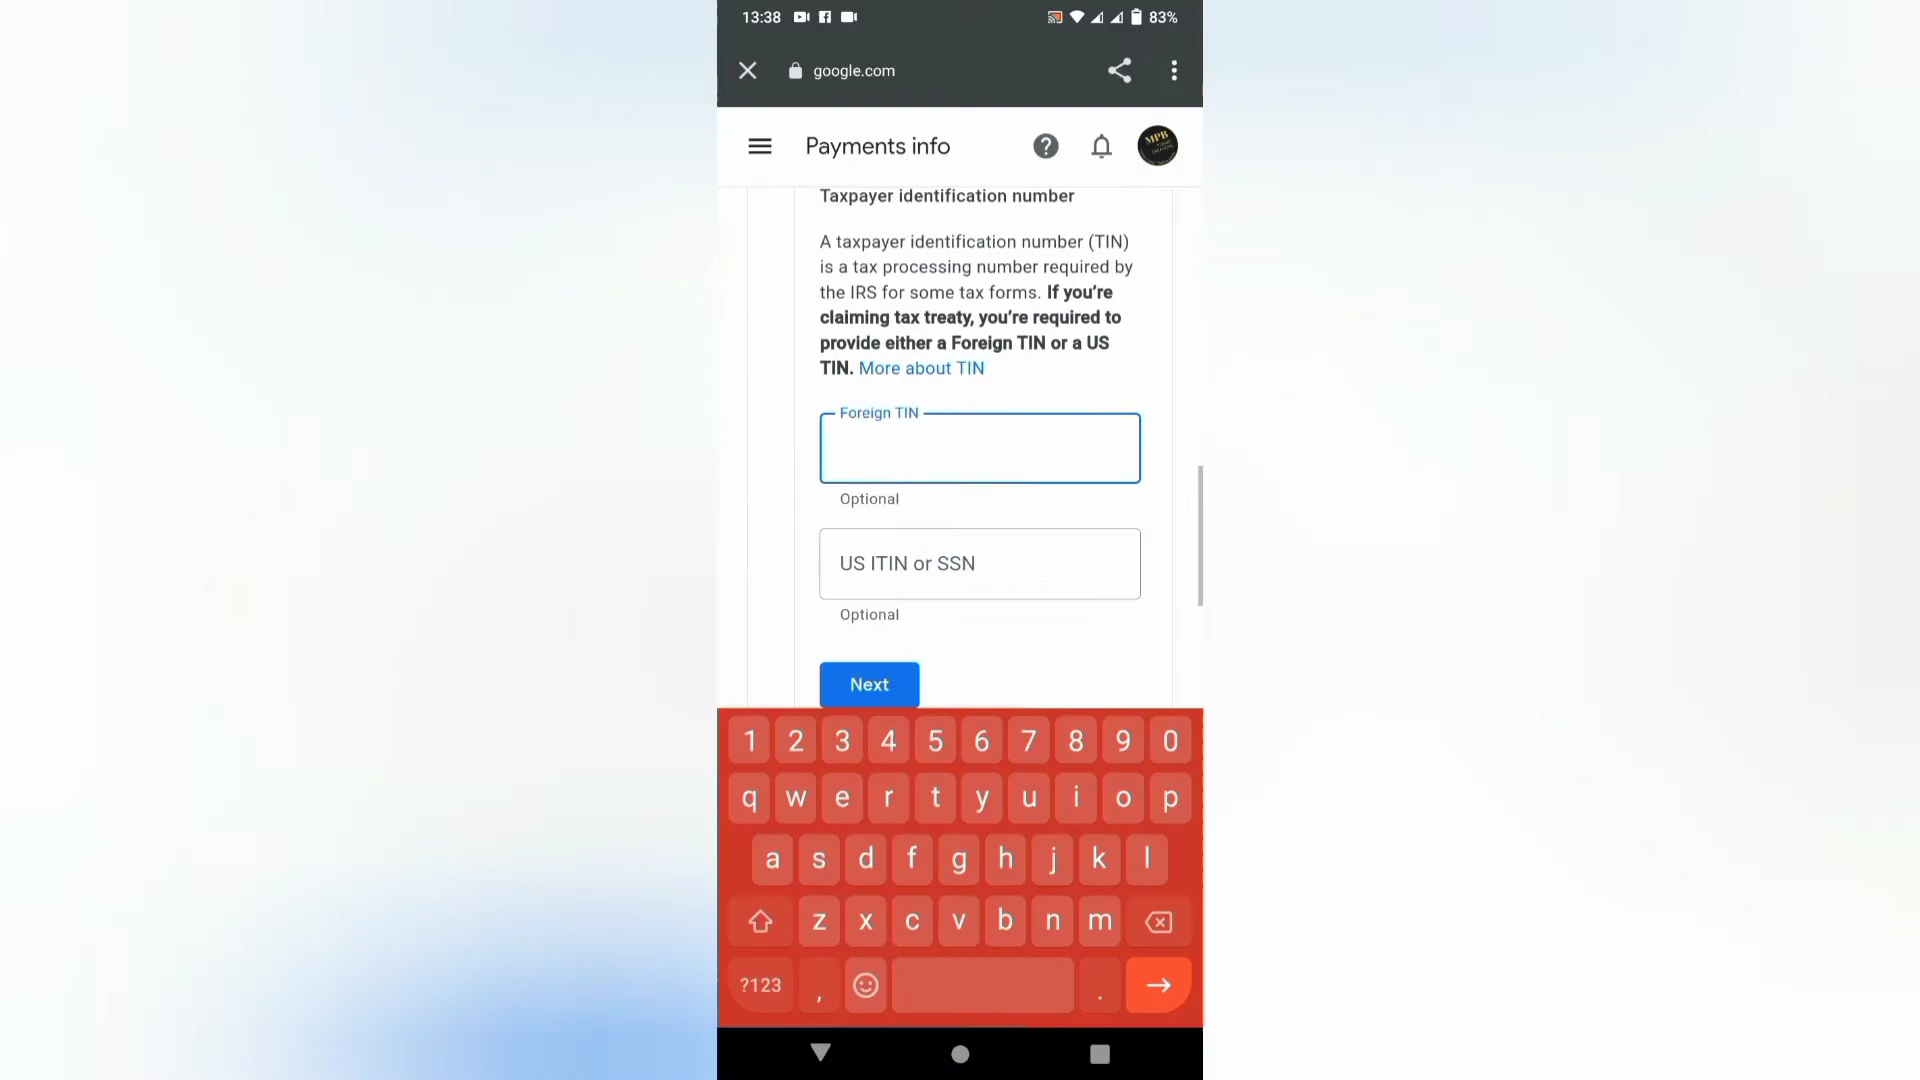 13:38
83%
google.com
Payments info
MPB
Taxpayer identification number
A taxpayer identification number (TIN)
is a tax processing number required by
the IRS for some tax forms. If you’re
claiming tax treaty, you’re required to
provide either a Foreign TIN or a US
TIN. More about TIN
Foreign TIN
Optional
US ITIN or SSN
Optional
Next
1 2 3 4 5 6 7 8 9 0
q w e r t y u i o p
a s d f g h j k l
z x c v b n m
?123 , .